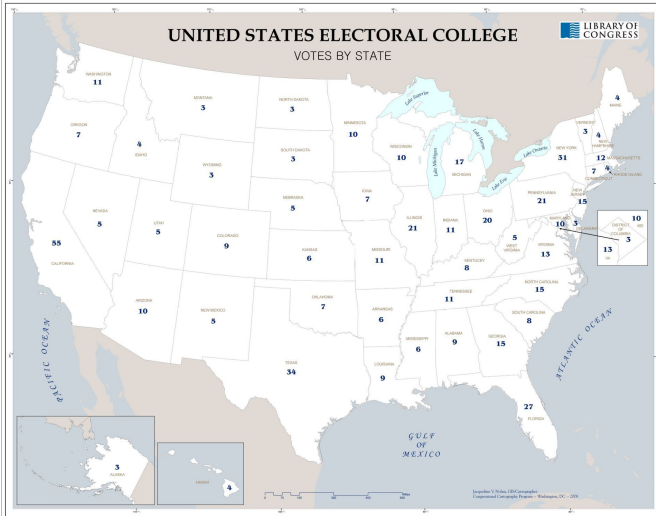 UNITED STATES ELECTORAL COLLEGE
VOTES BY STATE
LIBRARY OF
CONGRESS
WASHINGTON
11
OREGON
7
4
IDAHO
MONTANA
3
WYOMING
3
NORTH DAKOTA
3
SOUTH DAKOTA
3
NEBRASKA
5
MINNESOTA
10
WISCONSIN
10
Lake Superior
Lake Michigan
Lake Huron
Lake Erie
Lake Ontario
17
MICHIGAN
IOWA
7
NEVADA
5
UTAH
5
COLORADO
9
KANSAS
6
MISSOURI
11
ILLINOIS
21
INDIANA
11
OHIO
20
55
CALIFORNIA
ARIZONA
10
NEW MEXICO
5
OKLAHOMA
7
ARKANSAS
6
TEXAS
34
LOUISIANA
9
MISSISSIPPI
6
ALABAMA
9
GEORGIA
15
27
FLORIDA
TENNESSEE
11
KENTUCKY
8
5
WEST
VIRGINIA
VIRGINIA
13
NORTH CAROLINA
15
SOUTH CAROLINA
8
PENNSYLVANIA
21
NEW YORK
31
VERMONT
3
4
NEW
HAMPSHIRE
4
MAINE
12
MASSACHUSETTS
4
RHODE ISLAND
7
CONNECTICUT
NEW
JERSEY
15
3
DELAWARE
MARYLAND
10
10
MD
DISTRICT
OF
COLUMBIA
3
13
VA
3
ALASKA
HAWAII
4
PACIFIC OCEAN
ATLANTIC OCEAN
GULF
OF
MEXICO